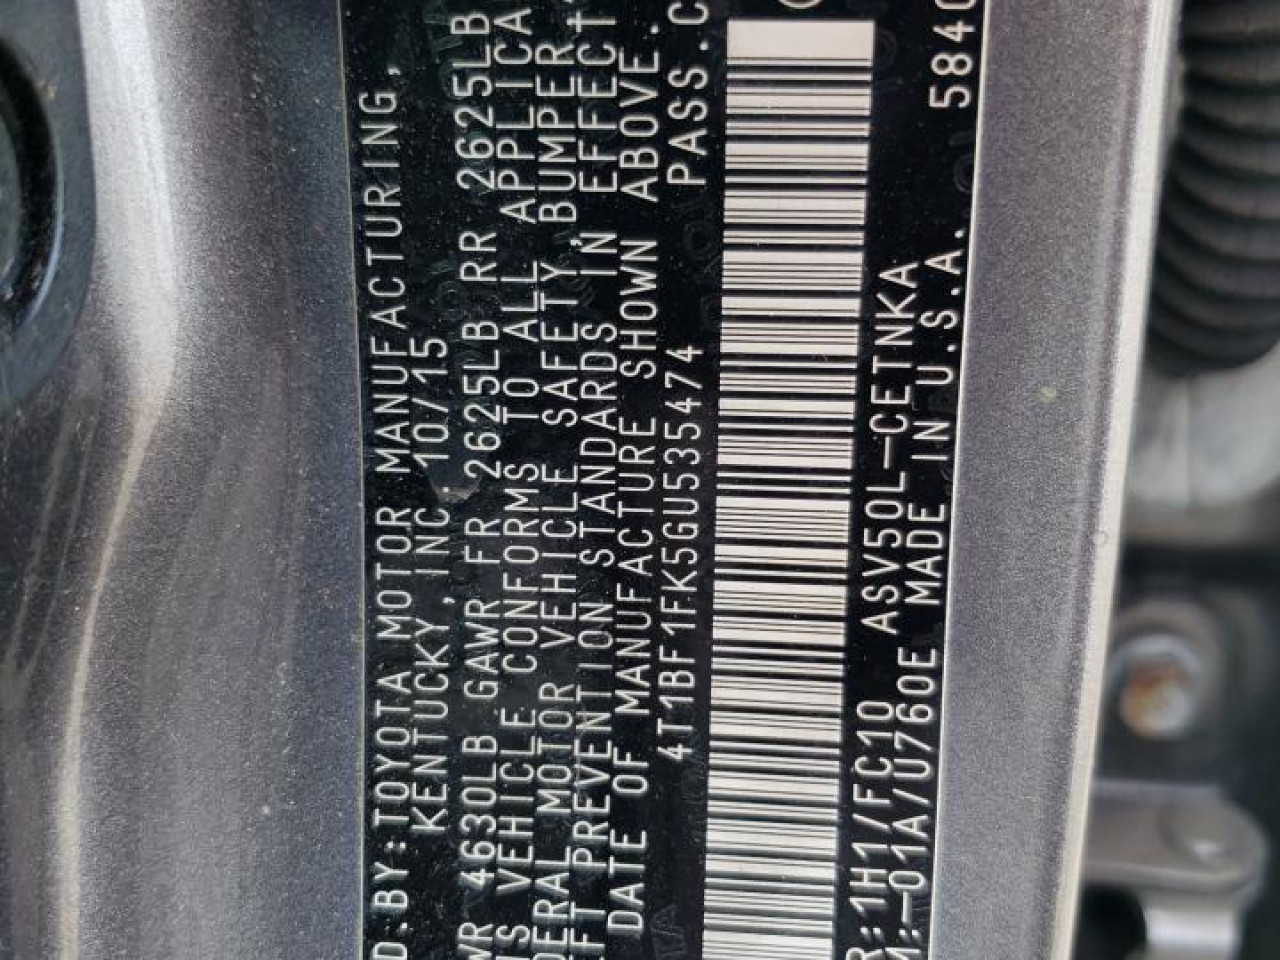 D.BY:TOYOTA MOTOR MANUFACTURING,
KENTUCKY, INC. 10/15
WR 4630LB GAWR FR 2625LB RR 2625LB
VEHICLE CONFORMS TO ALL APPLICA
DERAL MOTOR VEHICLE SAFETY, BUMPER,
FT PREVENTION STANDARDS IN EFFECT
DATE OF MANUFACTURE SHOWN ABOVE.
4T1BF1FK5GU535474 PASS.C
R:1H1/FC10 ASV50L-CETNKA
M:-01A/U760E MADE IN U.S.A. 584